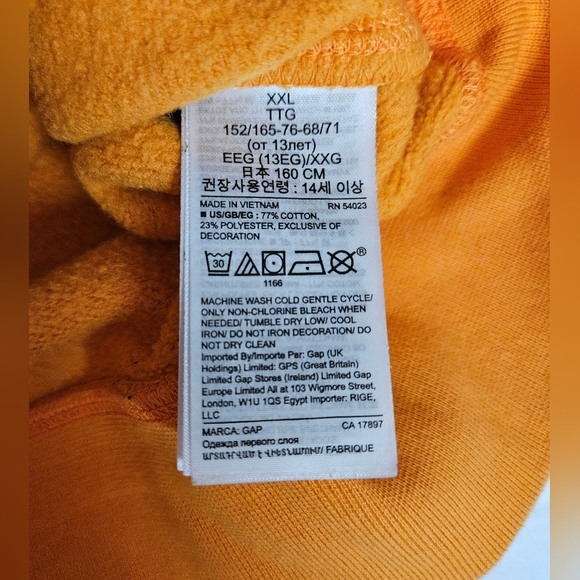 XXL
TTG
152/165-76-68/71
(от 13лет)
EEG (13EG)/XXG
日本 160 CM
권장사용연령 : 14세 이상
MADE IN VIETNAM RN 54023
■ US/GB/EG : 77% COTTON,
23% POLYESTER, EXCLUSIVE OF
DECORATION
30 ®
1166
MACHINE WASH COLD GENTLE CYCLE/
ONLY NON-CHLORINE BLEACH WHEN
NEEDED/ TUMBLE DRY LOW/ COOL
IRON/ DO NOT IRON DECORATION/ DO
NOT DRY CLEAN
Imported By/Importe Par: Gap (UK
Holdings) Limited: GPS (Great Britain)
Limited Gap Stores (Ireland) Limited Gap
Europe Limited All at 103 Wigmore Street,
London, W1U 1QS Egypt Importer: RIGE,
LLC
MARCA: GAP CA 17897
Одежда первого слоя
ԱՐՏԱԴՐՎԱԾ Է ՎԻԵՏՆԱՄՈՒՄ/ FABRIQUE